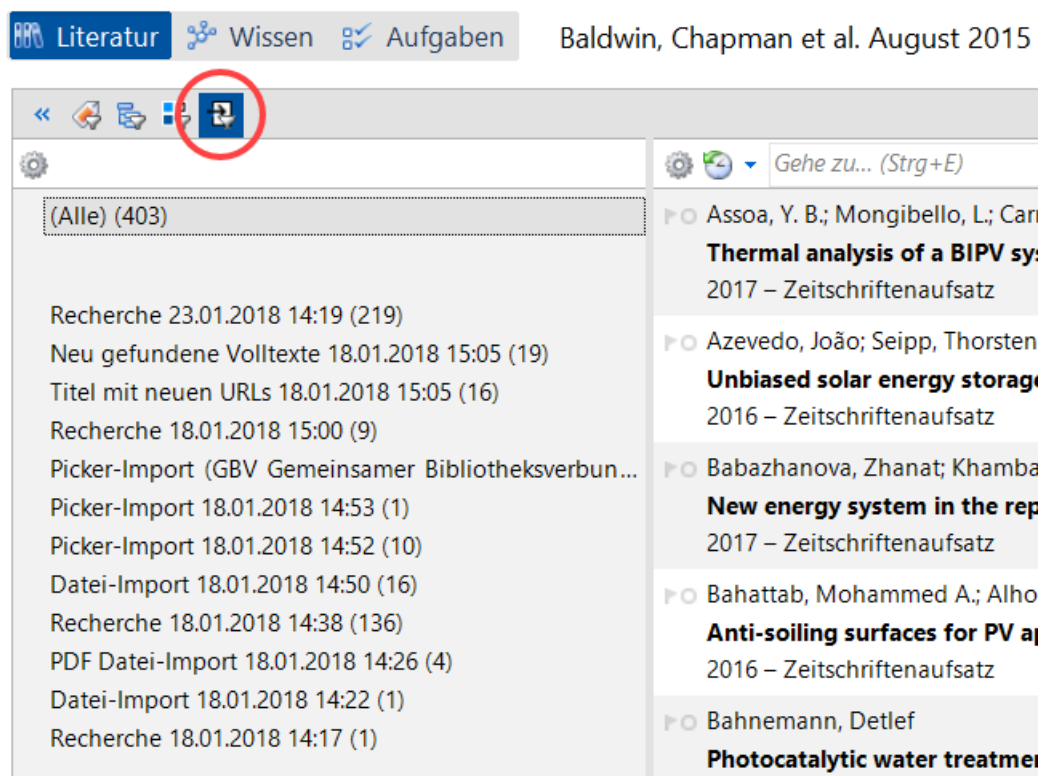 Literatur Wissen Aufgaben Baldwin, Chapman et al. August 2015
Gehe zu... (Strg+E)
(Alle) (403)
Recherche 23.01.2018 14:19 (219)
Neu gefundene Volltexte 18.01.2018 15:05 (19)
Titel mit neuen URLs 18.01.2018 15:05 (16)
Recherche 18.01.2018 15:00 (9)
Picker-Import (GBV Gemeinsamer Bibliotheksverbun...
Picker-Import 18.01.2018 14:53 (1)
Picker-Import 18.01.2018 14:52 (10)
Datei-Import 18.01.2018 14:50 (16)
Recherche 18.01.2018 14:38 (136)
PDF Datei-Import 18.01.2018 14:26 (4)
Datei-Import 18.01.2018 14:22 (1)
Recherche 18.01.2018 14:17 (1)
Assoa, Y. B.; Mongibello, L.;
Thermal analysis of a BIPV
2017 – Zeitschriftenaufsatz
Azevedo, João; Seipp, Thorsten
Unbiased solar energy storage
2016 – Zeitschriftenaufsatz
Babazhanova, Zhanat;
New energy system in the
2017 – Zeitschriftenaufsatz
Bahattab, Mohammed A.;
Anti-soiling surfaces for PV
2016 – Zeitschriftenaufsatz
Bahnemann, Detlef
Photocatalytic water